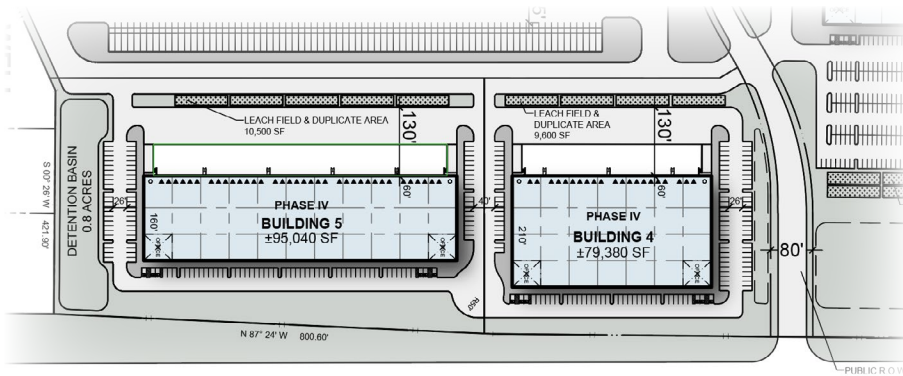 LEACH FIELD & DUPLICATE AREA
10,500 SF
130'
LEACH FIELD &
DUPLICATE AREA
9,600 SF
130'
S 00° 26' W 421.90'
DETENTION BASIN
0.8 ACRES
26'
60'
PHASE IV
BUILDING 5
±95,040 SF
160'
OFFICE
OFFICE
40'
60'
PHASE IV
BUILDING 4
±79,380 SF
210'
OFFICE
OFFICE
26'
80'
R50'
N 87° 24' W 800.60'
PUBLIC R.O.W